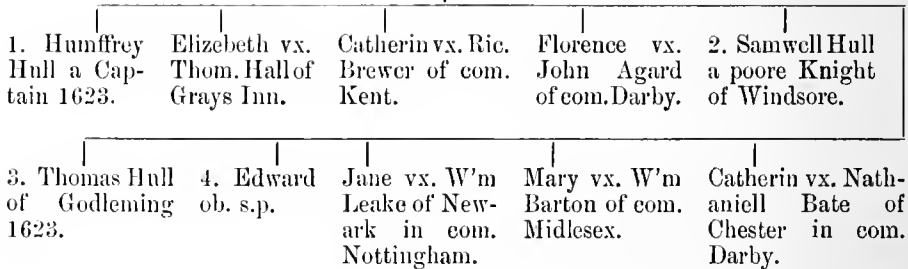 1. Humffrey Hull a Captain 1623.
Elizebeth vx. Thom. Hall of Grays Inn.
Catherin vx. Ric. Brewer of com. Kent.
Florence vx. John Agard of com. Darby.
2. Samwell Hull a poore Knight of Windsore.
3. Thomas Hull of Godleming 1623.
4. Edward ob. s.p.
Jane vx. W'm Leake of Newark in com. Nottingham.
Mary vx. W'm Barton of com. Midlesex.
Catherin vx. Nathaniell Bate of Chester in com. Darby.